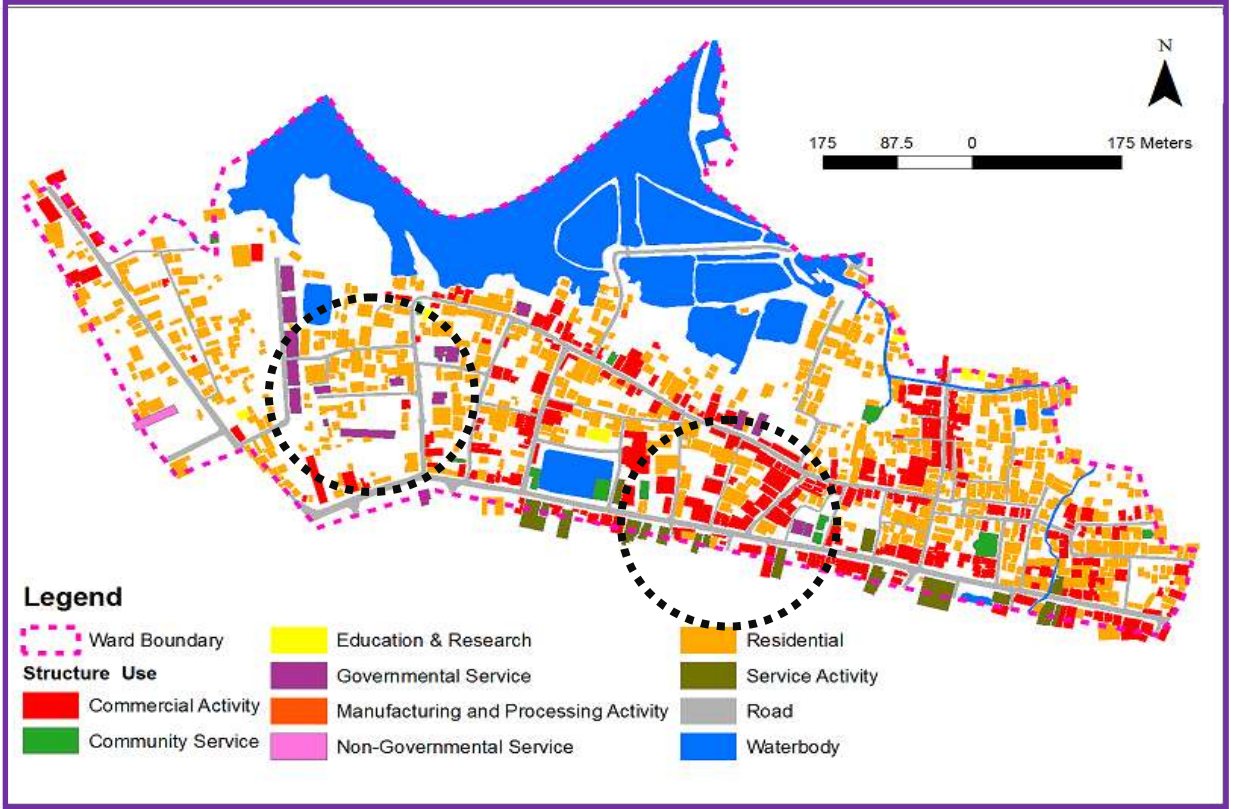 N
175 87.5 0 175 Meters
Legend
Ward Boundary
Structure Use
Commercial Activity
Community Service
Education & Research
Governmental Service
Manufacturing and Processing Activity
Non-Governmental Service
Residential
Service Activity
Road
Waterbody